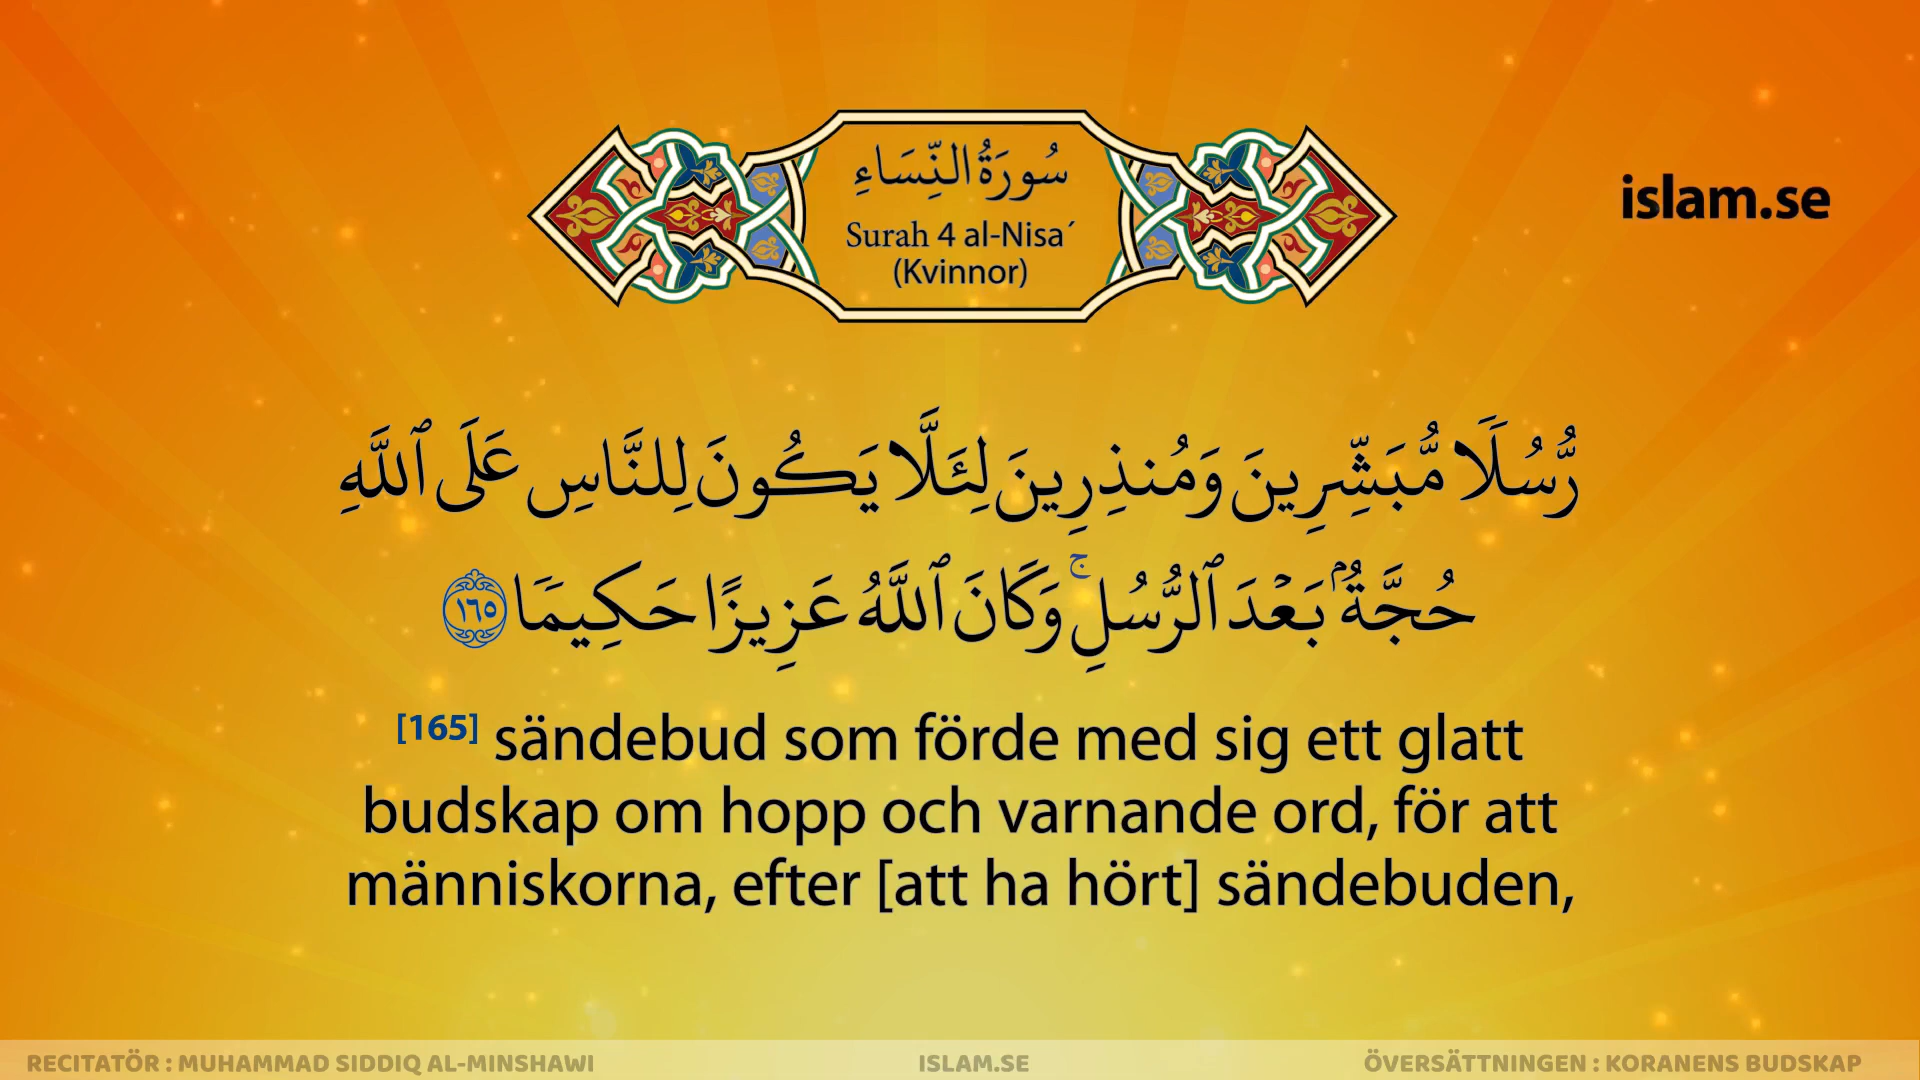 سُورَةُ النِّسَاءِ
Surah 4 al-Nisa´
(Kvinnor)
islam.se
رُّسُلًا مُّبَشِّرِينَ وَمُنذِرِينَ لِئَلَّا يَكُونَ لِلنَّاسِ عَلَى ٱللَّهِ
حُجَّةُۢ بَعْدَ ٱلرُّسُلِ ۚ وَكَانَ ٱللَّهُ عَزِيزًا حَكِيمًا ١٦٥
[165] sändebud som förde med sig ett glatt
budskap om hopp och varnande ord, för att
människorna, efter [att ha hört] sändebuden,
RECITATÖR : MUHAMMAD SIDDIQ AL-MINSHAWI
ISLAM.SE
ÖVERSÄTTNINGEN : KORANENS BUDSKAP